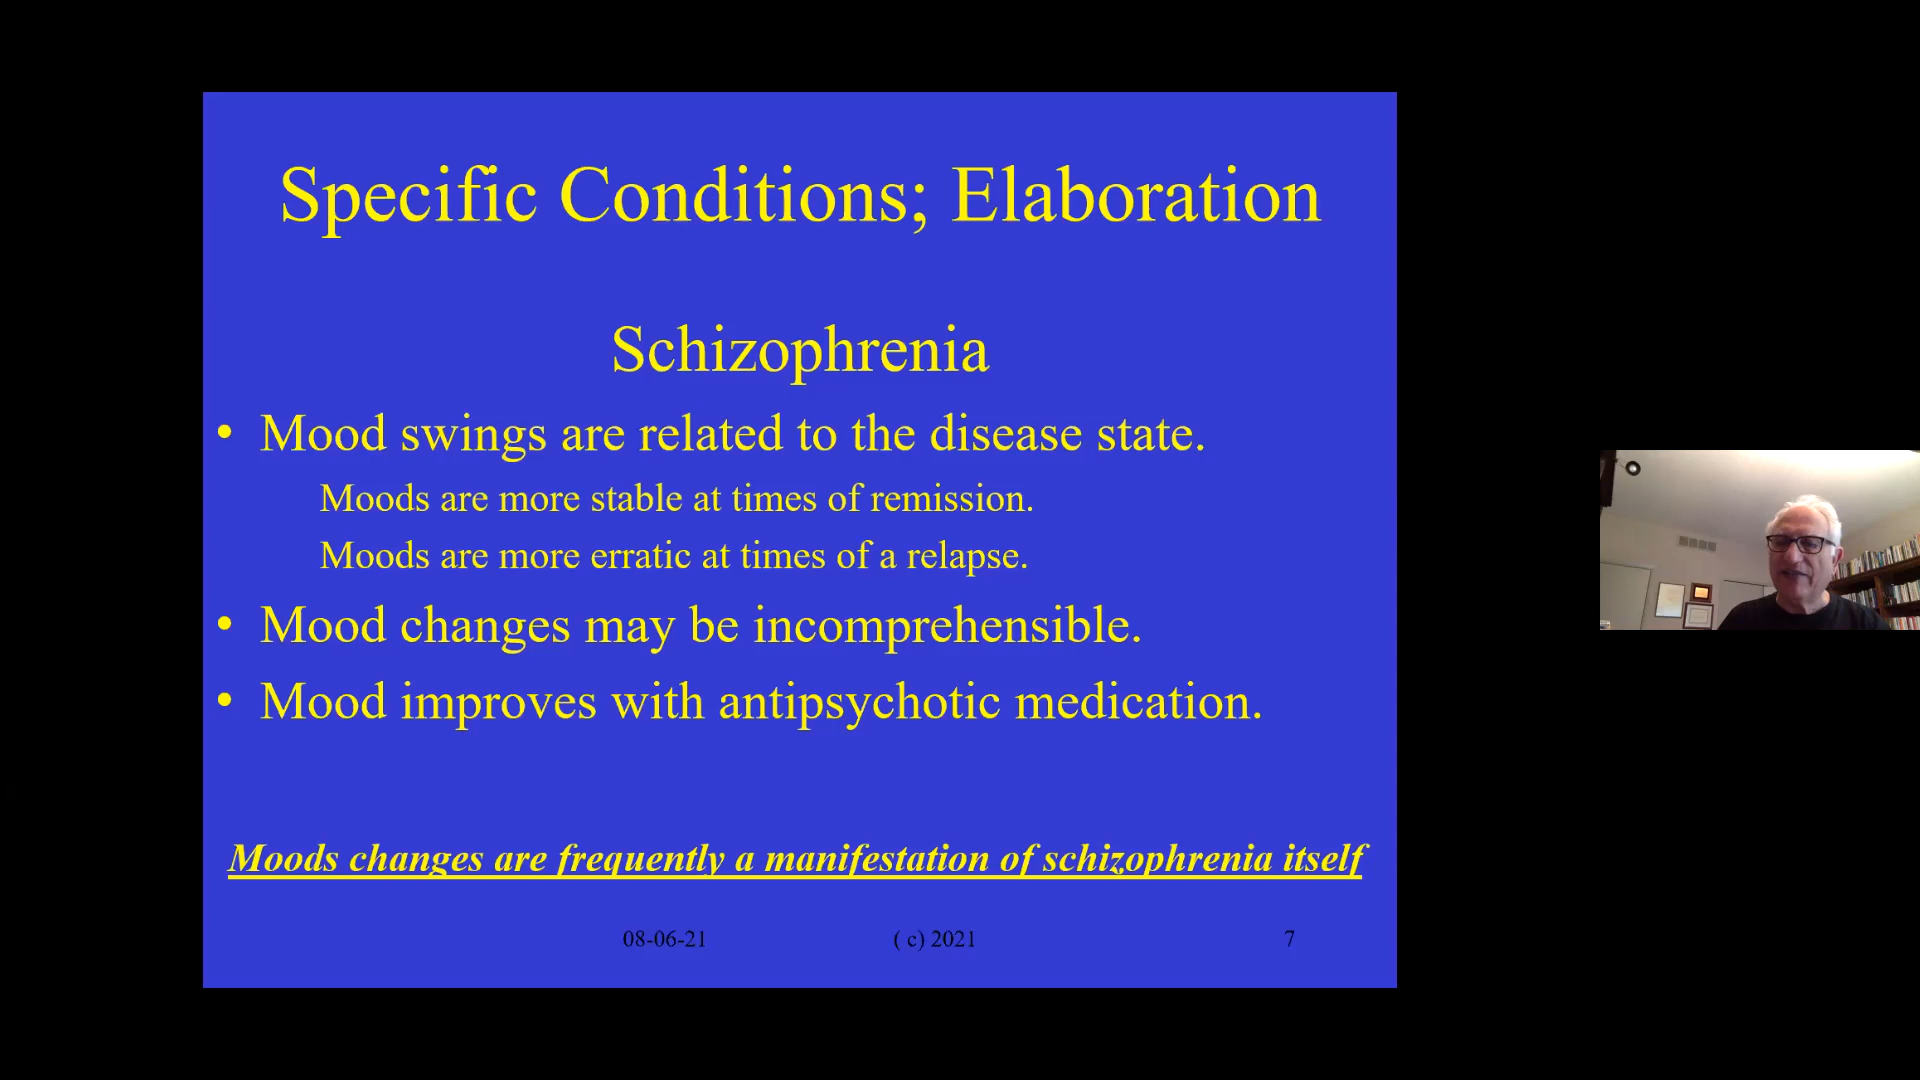 Specific Conditions; Elaboration
Schizophrenia
• Mood swings are related to the disease state.
Moods are more stable at times of remission.
Moods are more erratic at times of a relapse.
• Mood changes may be incomprehensible.
• Mood improves with antipsychotic medication.
Moods changes are frequently a manifestation of schizophrenia itself
08-06-21 ( c) 2021 7